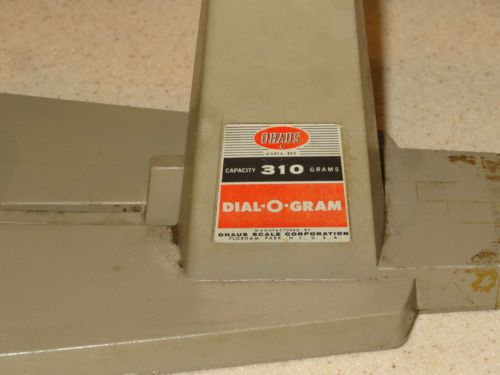 OHAUS
MARCA REG
CAPACITY 310 GRAMS
DIAL-O-GRAM
MANUFACTURED BY
OHAUS SCALE CORPORATION
FLORHAM PARK, N. J., U. S. A.